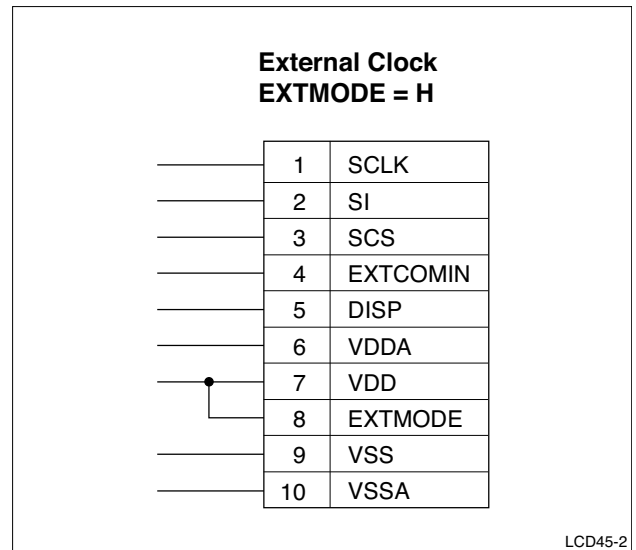 External Clock
EXTMODE = H
1 SCLK
2 SI
3 SCS
4 EXTCOMIN
5 DISP
6 VDDA
7 VDD
8 EXTMODE
9 VSS
10 VSSA
LCD45-2